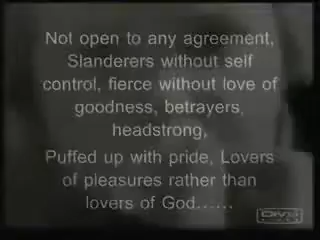 Not open to any agreement,
Slanderers without self
control, fierce without love of
goodness, betrayers,
headstrong,
Puffed up with pride, Lovers
of pleasures rather than
lovers of God......
DIVX